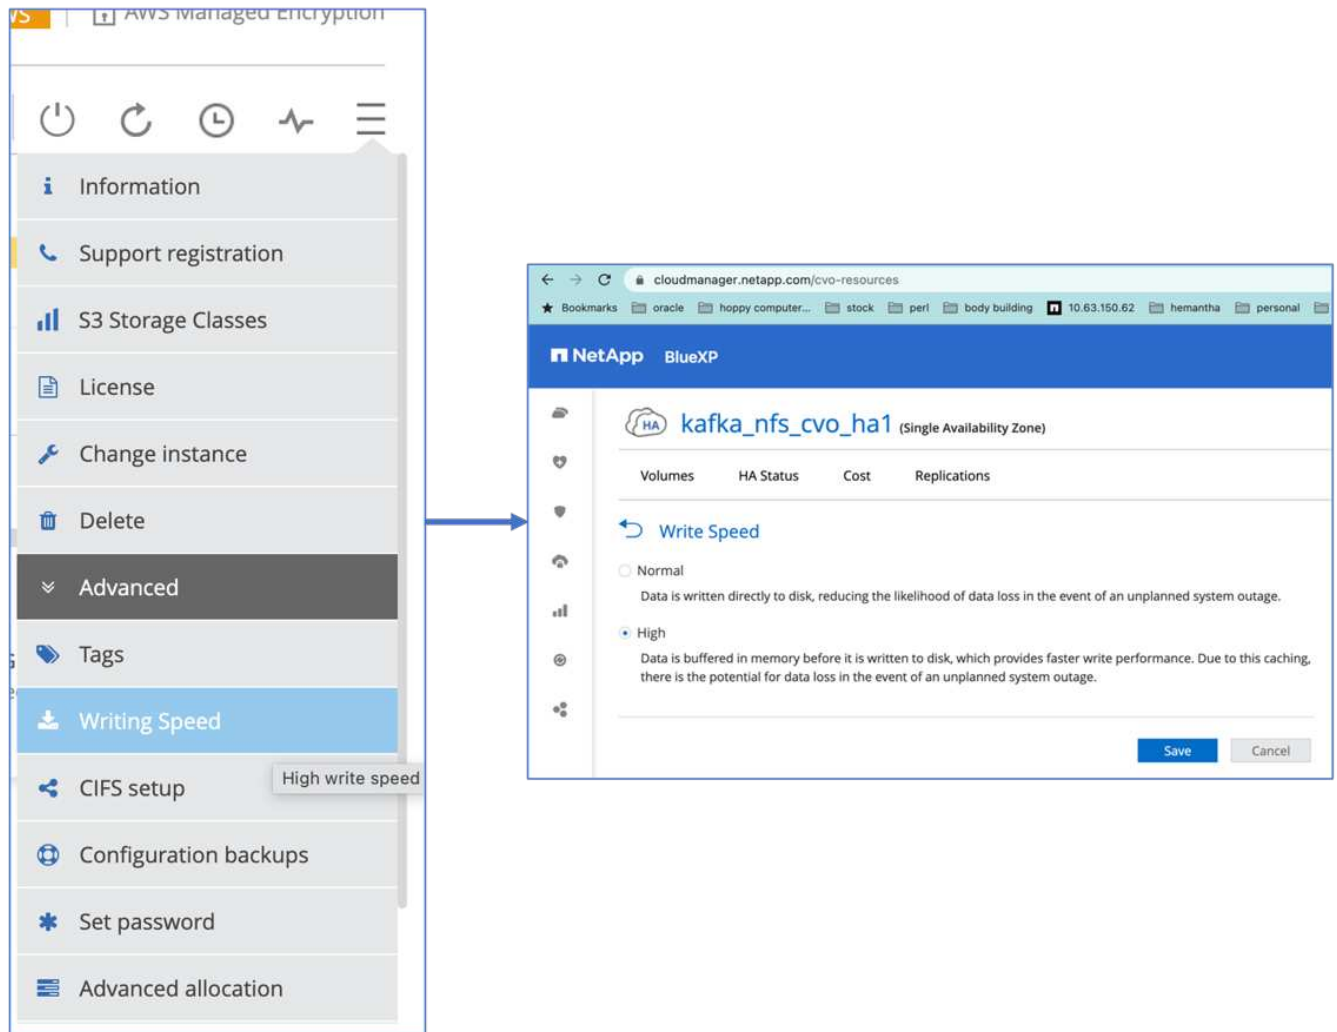 AWS Managed Encryption
Information
Support registration
S3 Storage Classes
License
Change instance
Delete
Advanced
Tags
Writing Speed
High write speed
CIFS setup
Configuration backups
Set password
Advanced allocation
cloudmanager.netapp.com/cvo-resources
Bookmarks oracle hoppy computer... stock perl body building 10.63.150.62 hemantha personal
NetApp BlueXP
HA kafka_nfs_cvo_ha1 (Single Availability Zone)
Volumes HA Status Cost Replications
Write Speed
Normal
Data is written directly to disk, reducing the likelihood of data loss in the event of an unplanned system outage.
High
Data is buffered in memory before it is written to disk, which provides faster write performance. Due to this caching,
there is the potential for data loss in the event of an unplanned system outage.
Save Cancel